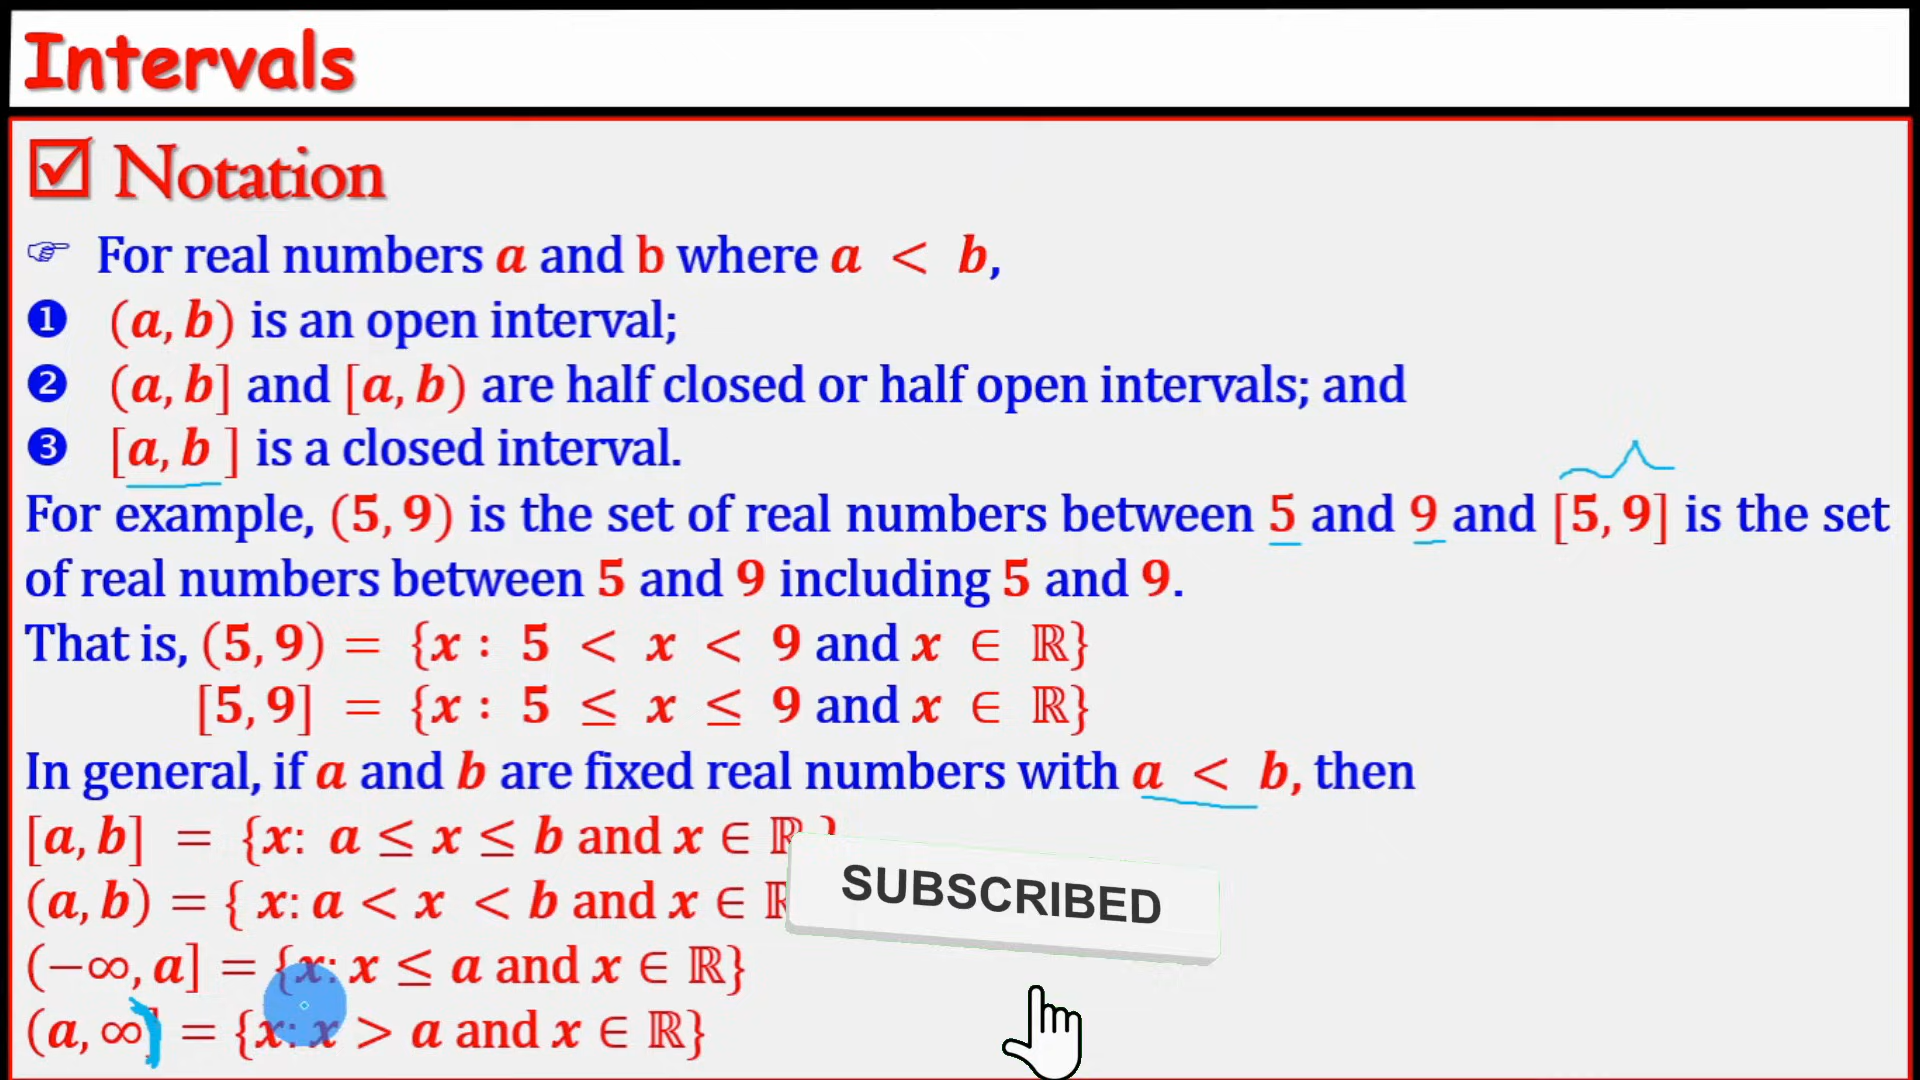 Intervals
☑ Notation
☞ For real numbers a and b where a < b,
❶ (a, b) is an open interval;
❷ (a, b] and [a, b) are half closed or half open intervals; and
❸ [a, b ] is a closed interval.
For example, (5, 9) is the set of real numbers between 5 and 9 and [5, 9] is the set
of real numbers between 5 and 9 including 5 and 9.
That is, (5, 9) = {x : 5 < x < 9 and x ∈ ℝ}
[5, 9] = {x : 5 ≤ x ≤ 9 and x ∈ ℝ}
In general, if a and b are fixed real numbers with a < b, then
[a, b] = {x: a ≤ x ≤ b and x ∈ ℝ }
(a, b) = { x: a < x < b and x ∈ ℝ
SUBSCRIBED
(−∞, a] = {x: x ≤ a and x ∈ ℝ}
(a, ∞) = {x: x > a and x ∈ ℝ}